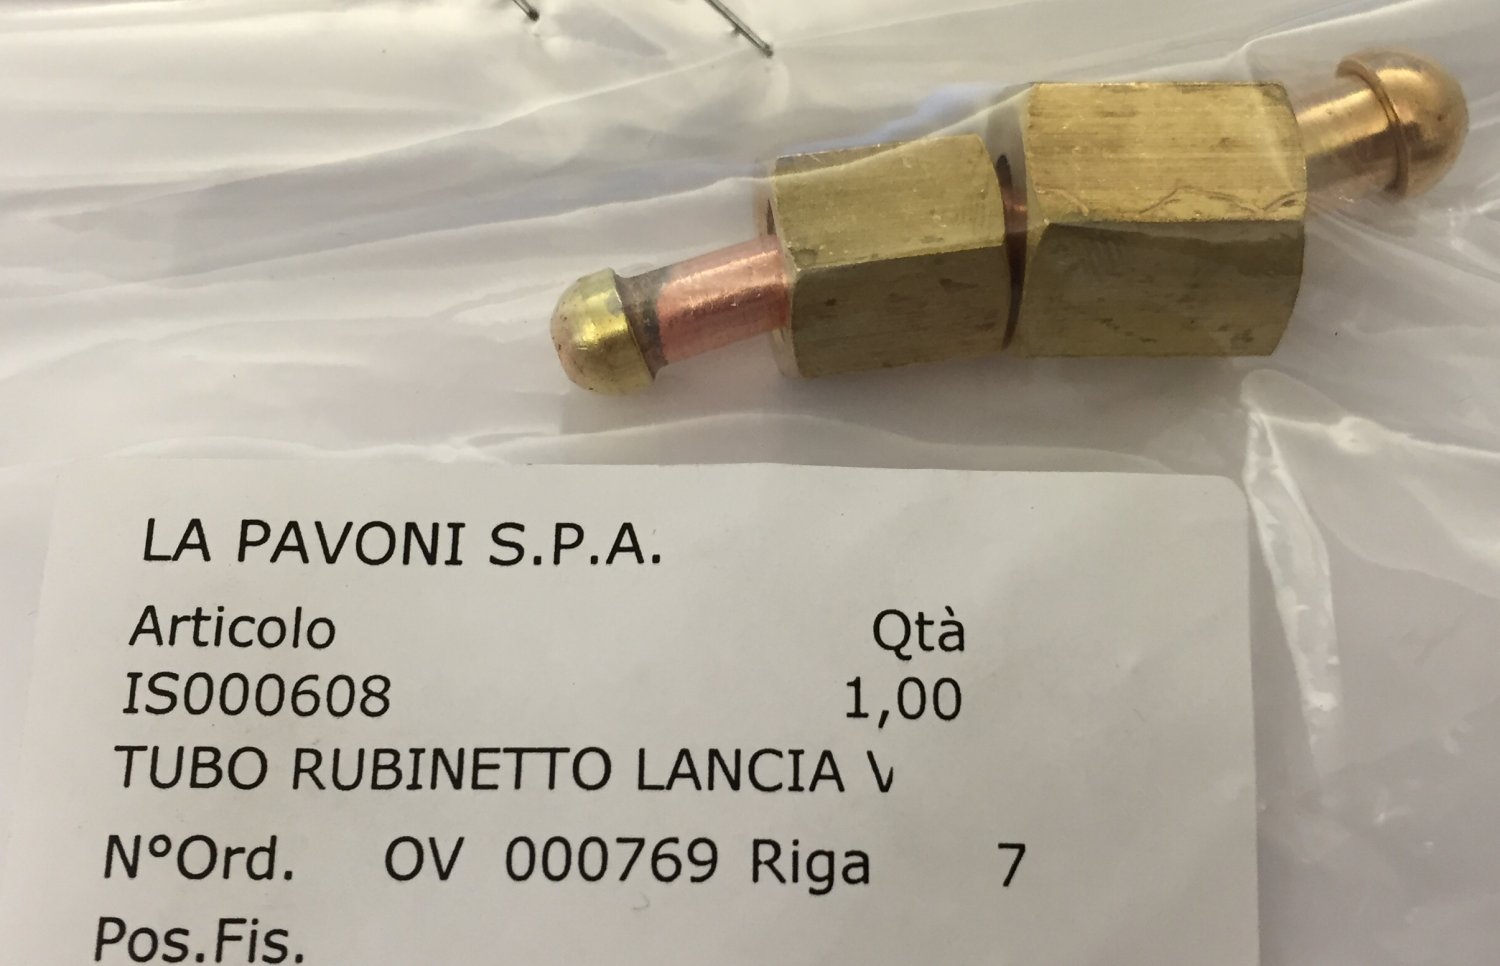 LA PAVONI S.P.A.
Articolo Qtà
IS000608 1,00
TUBO RUBINETTO LANCIA V
N°Ord. OV 000769 Riga 7
Pos.Fis.